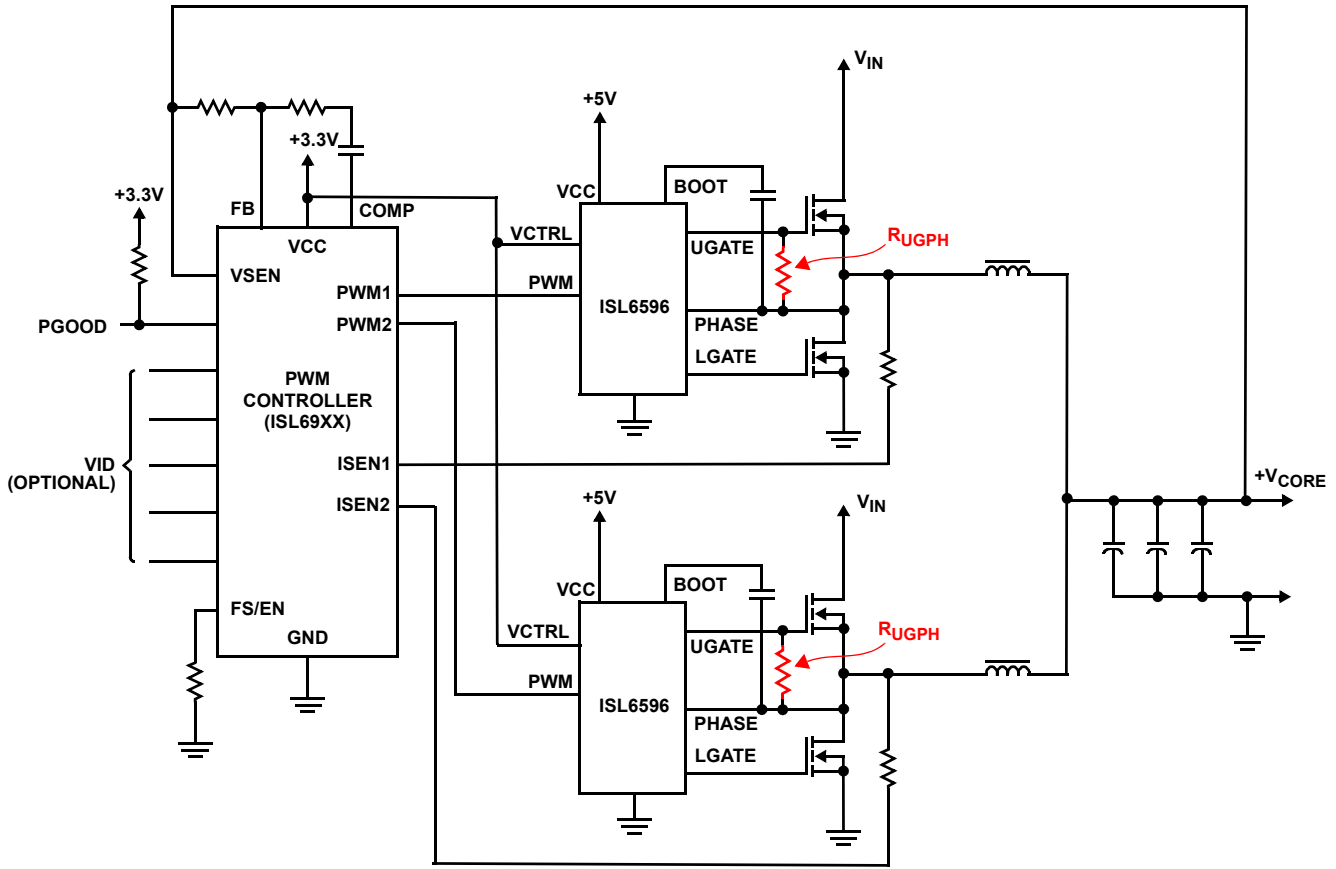 VIN
+5V
+3.3V
+3.3V
FB
COMP
VCC
VSEN
PWM1
PWM2
PGOOD
PWM
CONTROLLER
(ISL69XX)
VID
(OPTIONAL)
ISEN1
ISEN2
FS/EN
GND
VCC
BOOT
VCTRL
UGATE
RUGPH
PWM
ISL6596
PHASE
LGATE
+VCORE
+5V
VIN
VCC
BOOT
VCTRL
UGATE
RUGPH
PWM
ISL6596
PHASE
LGATE